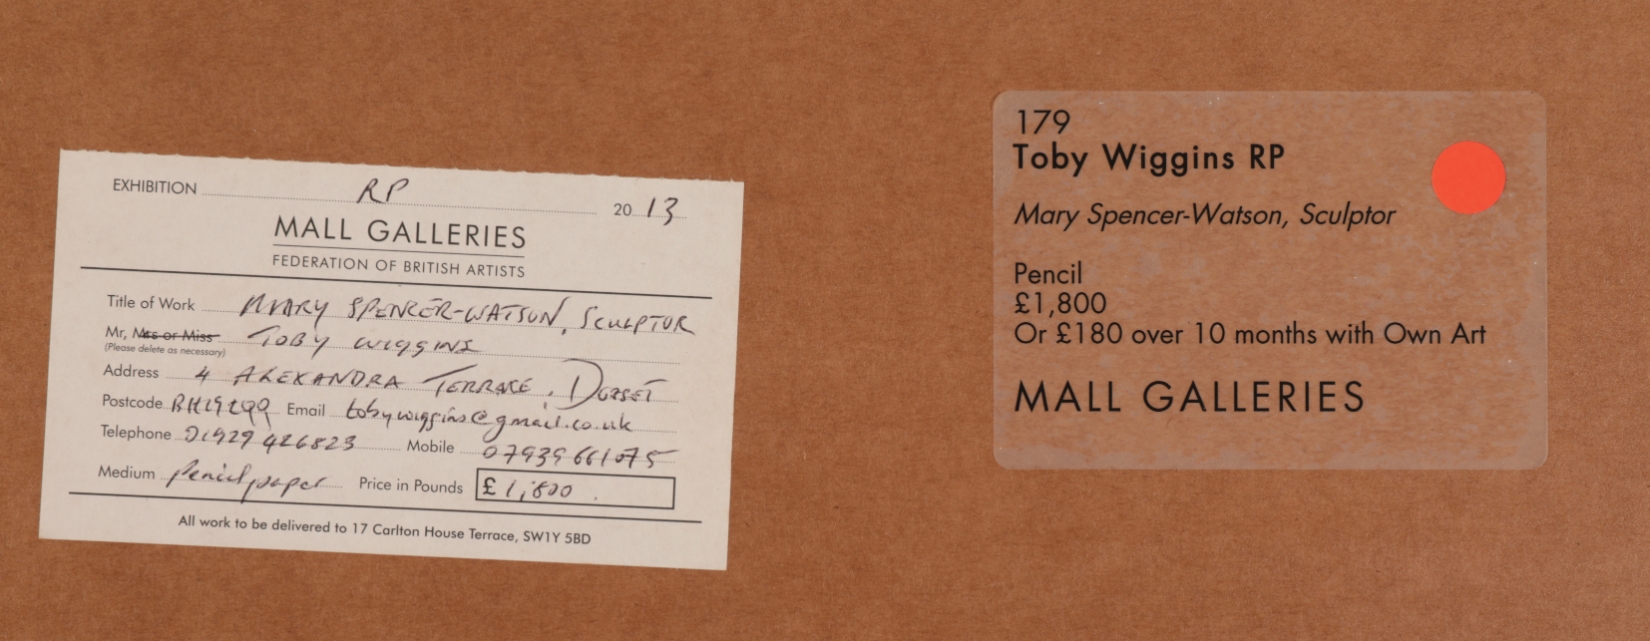 EXHIBITION RP 20 13
MALL GALLERIES
FEDERATION OF BRITISH ARTISTS
Title of Work MARY SPENCER-WATSON, SCULPTOR
Mr, Mrs or Miss TOBY WIGGINS
(Please delete as necessary)
Address 4 ALEXANDRA TERRACE, DORSET
Postcode Email tobywiggins@gmail.co.uk
Telephone 01929 426823 Mobile 07939 661075
Medium pencil paper Price in Pounds £ 1,800
All work to be delivered to 17 Carlton House Terrace, SW1Y 5BD
179
Toby Wiggins RP
Mary Spencer-Watson, Sculptor
Pencil
£1,800
Or £180 over 10 months with Own Art
MALL GALLERIES